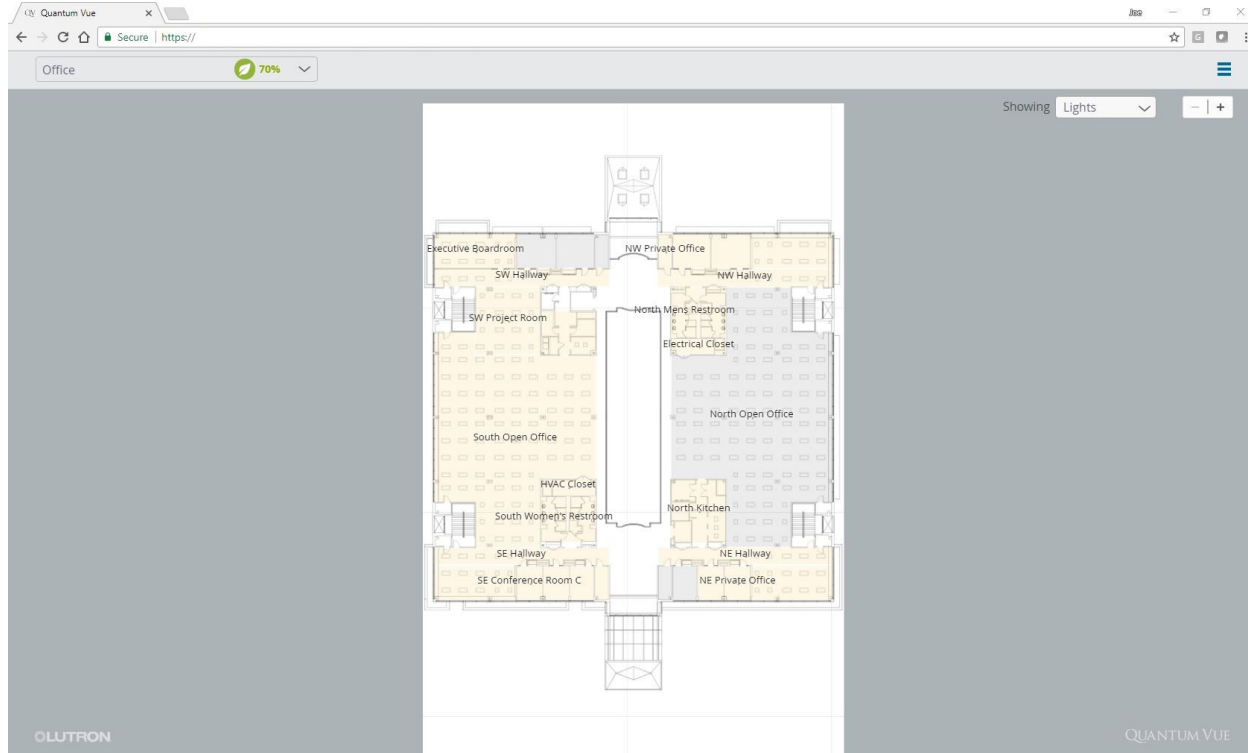 Quantum Vue
Secure | https://
Office 70%
Showing Lights
Executive Boardroom
NW Private Office
SW Hallway
NW Hallway
North Mens Restroom
SW Project Room
Electrical Closet
North Open Office
South Open Office
HVAC Closet
North Kitchen
South Women's Restroom
SE Hallway
NE Hallway
SE Conference Room C
NE Private Office
LUTRON
QUANTUM VUE